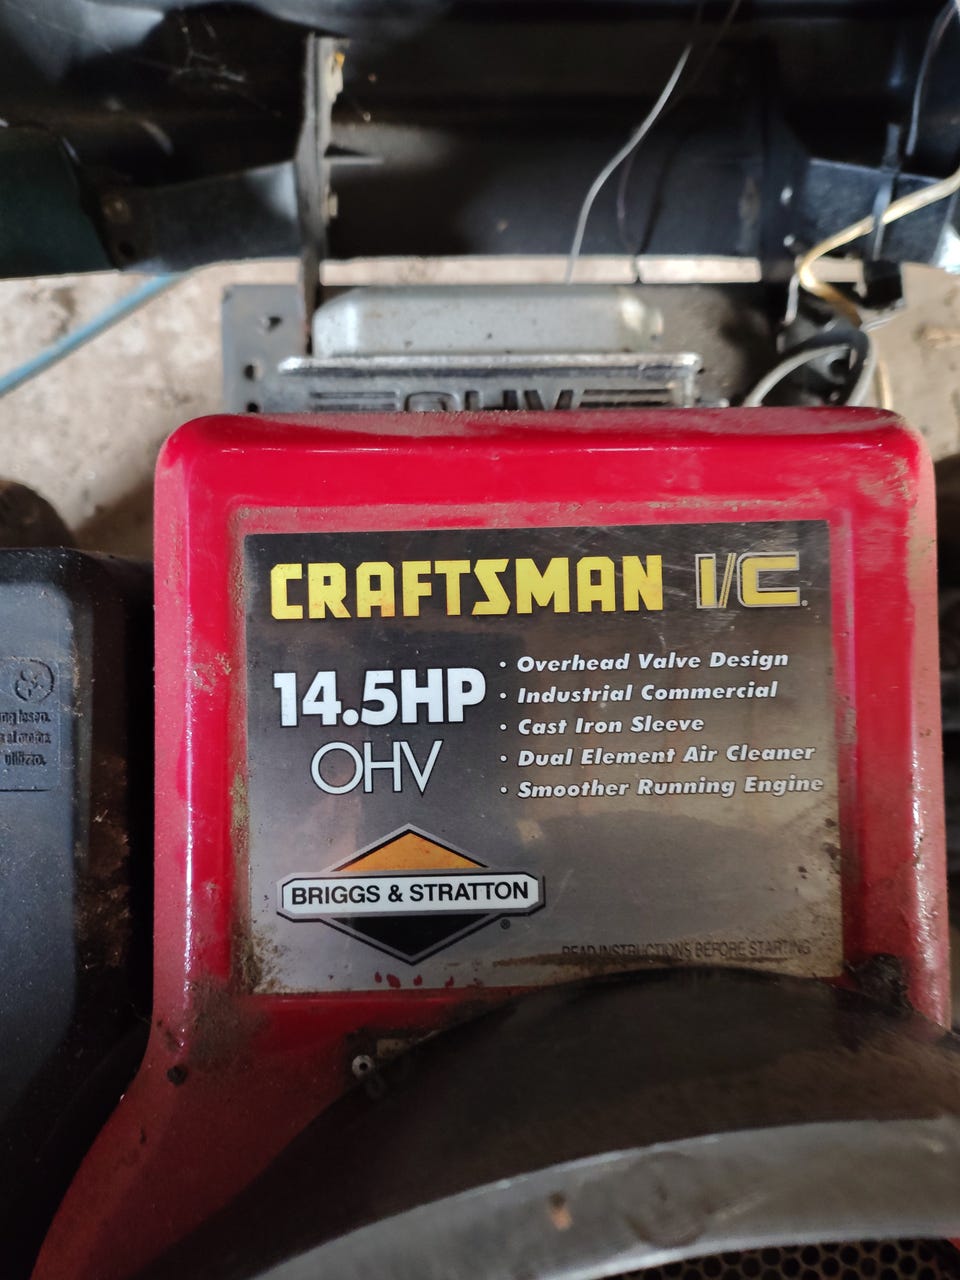 OHV
CRAFTSMAN I/C®
14.5HP
OHV
· Overhead Valve Design
· Industrial Commercial
· Cast Iron Sleeve
· Dual Element Air Cleaner
· Smoother Running Engine
BRIGGS & STRATTON®
READ INSTRUCTIONS BEFORE STARTING
utilizzo.